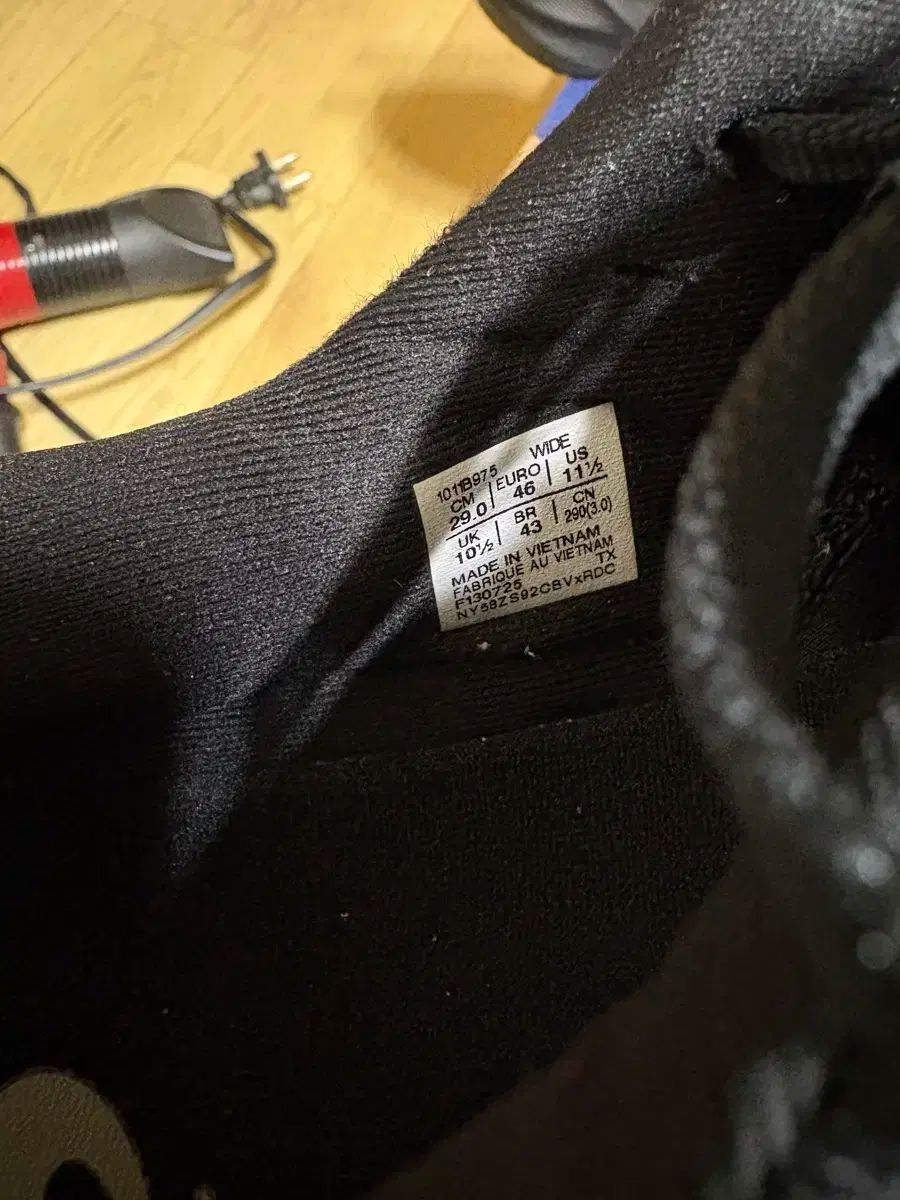 1011B975 WIDE
CM EURO US
29.0 46 11½
UK BR CN
10½ 43 290(3.0)
MADE IN VIETNAM
FABRIQUE AU VIETNAM
F130725 TX
NY58ZS92CBVxRDC